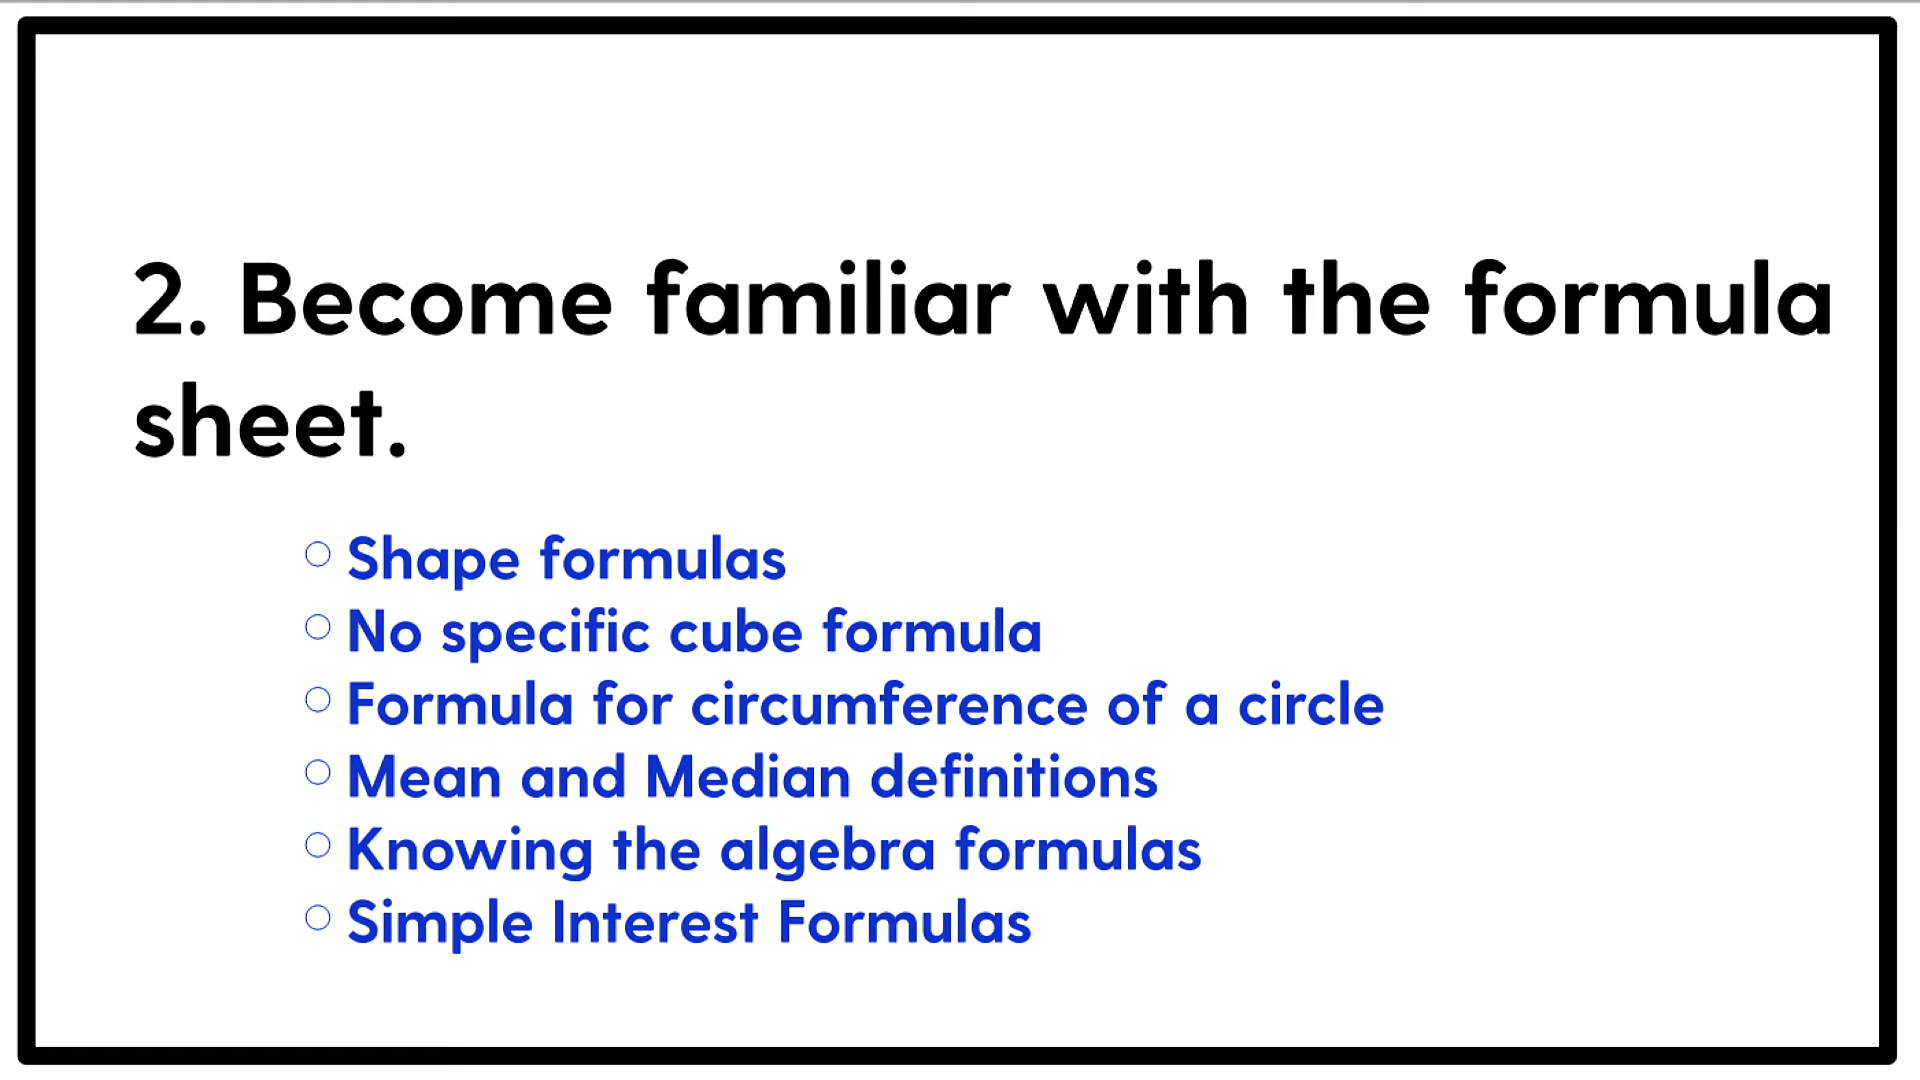 2. Become familiar with the formula
sheet.
Shape formulas
No specific cube formula
Formula for circumference of a circle
Mean and Median definitions
Knowing the algebra formulas
Simple Interest Formulas